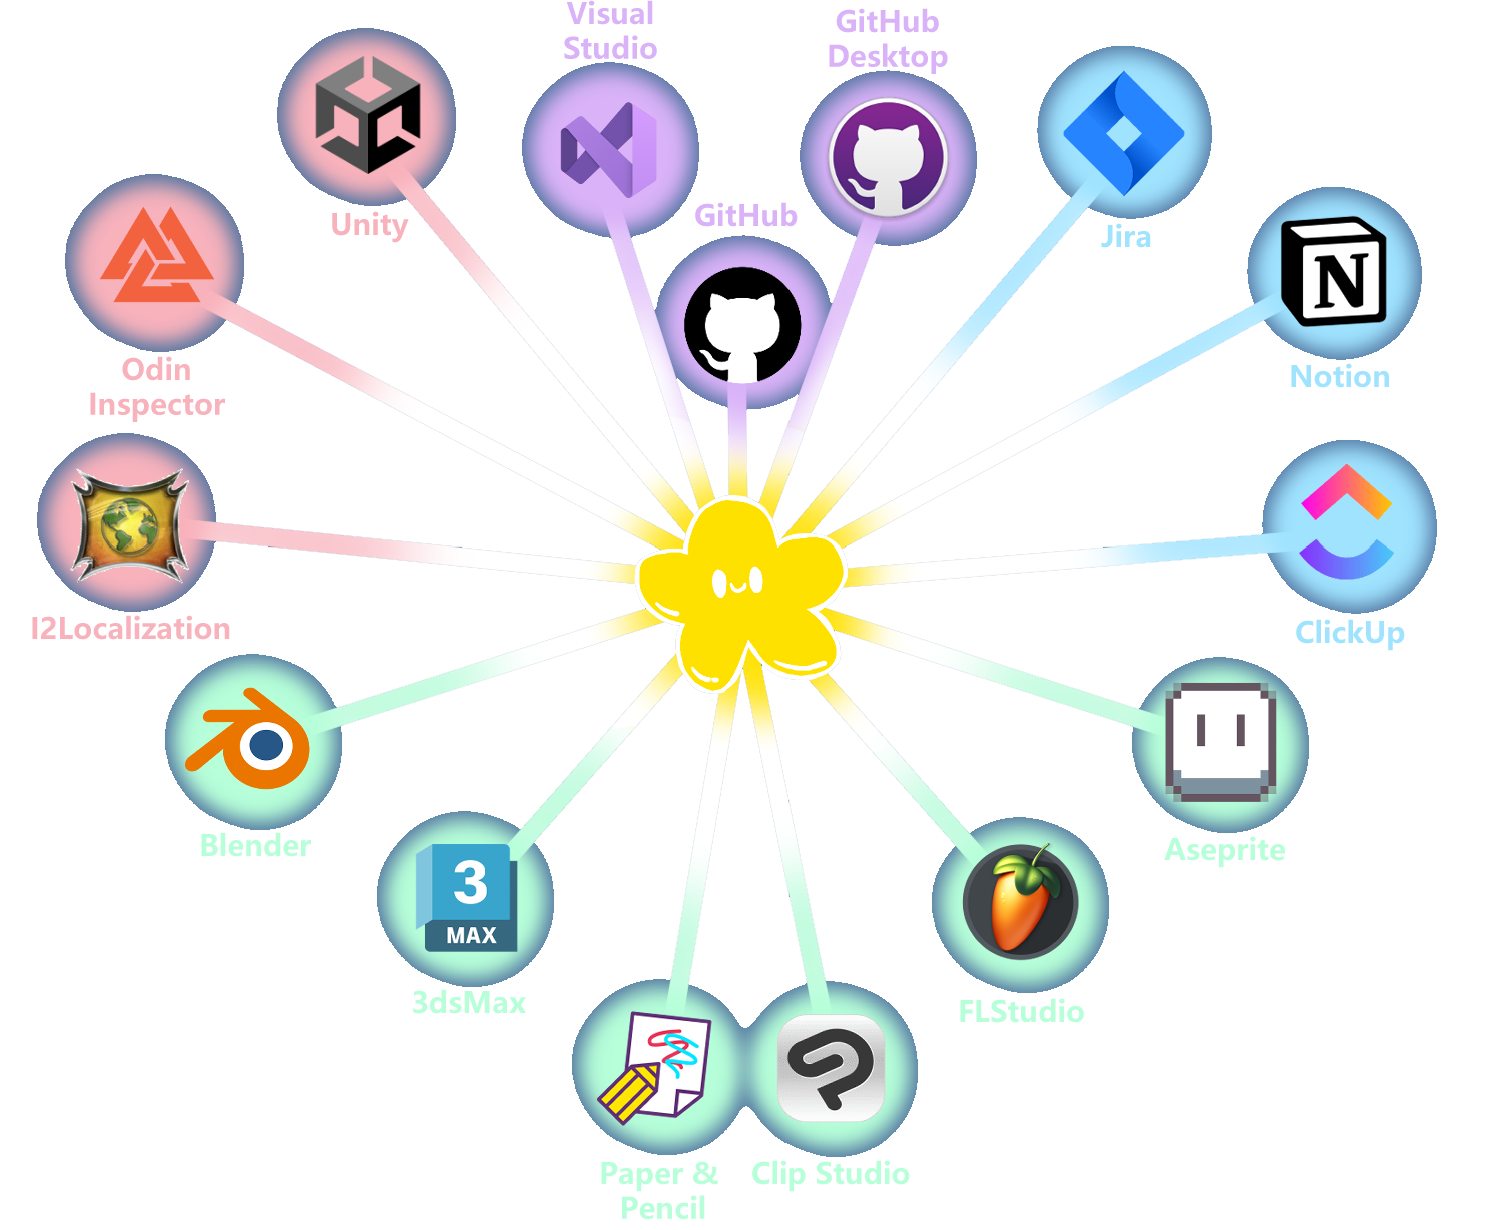 Visual
Studio
GitHub
Desktop
Unity
GitHub
Jira
Odin
Inspector
N
Notion
I2Localization
ClickUp
Blender
Aseprite
3
MAX
3dsMax
FLStudio
Paper &
Pencil
Clip Studio